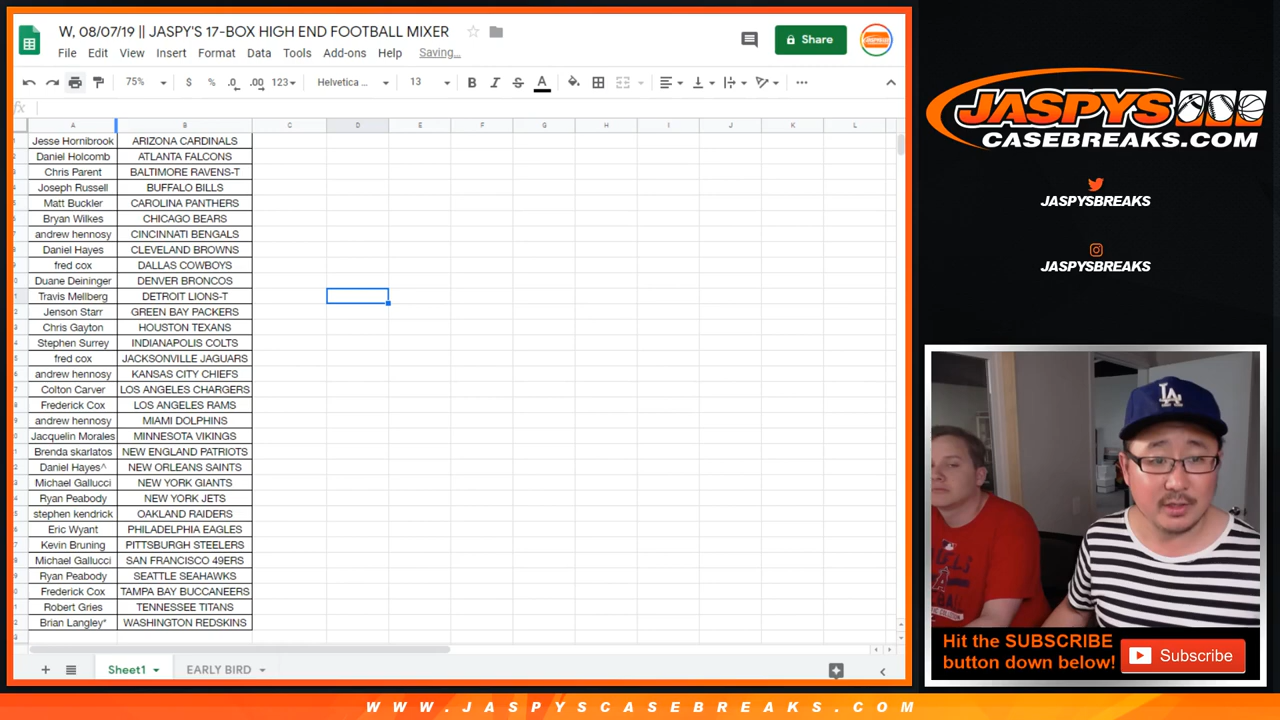 W, 08/07/19 || JASPY'S 17-BOX HIGH END FOOTBALL MIXER
File Edit View Insert Format Data Tools Add-ons Help Saving...
Share
75% $ % .0 .00 123 Helvetica ... 13 B I S A
fx
A B C D E F G H I J K L
Jesse Hornibrook ARIZONA CARDINALS
Daniel Holcomb ATLANTA FALCONS
Chris Parent BALTIMORE RAVENS-T
Joseph Russell BUFFALO BILLS
Matt Buckler CAROLINA PANTHERS
Bryan Wilkes CHICAGO BEARS
andrew hennosy CINCINNATI BENGALS
Daniel Hayes CLEVELAND BROWNS
fred cox DALLAS COWBOYS
Duane Deininger DENVER BRONCOS
Travis Mellberg DETROIT LIONS-T
Jenson Starr GREEN BAY PACKERS
Chris Gayton HOUSTON TEXANS
Stephen Surrey INDIANAPOLIS COLTS
fred cox JACKSONVILLE JAGUARS
andrew hennosy KANSAS CITY CHIEFS
Colton Carver LOS ANGELES CHARGERS
Frederick Cox LOS ANGELES RAMS
andrew hennosy MIAMI DOLPHINS
Jacquelin Morales MINNESOTA VIKINGS
Brenda skarlatos NEW ENGLAND PATRIOTS
Daniel Hayes^ NEW ORLEANS SAINTS
Michael Gallucci NEW YORK GIANTS
Ryan Peabody NEW YORK JETS
stephen kendrick OAKLAND RAIDERS
Eric Wyant PHILADELPHIA EAGLES
Kevin Bruning PITTSBURGH STEELERS
Michael Gallucci SAN FRANCISCO 49ERS
Ryan Peabody SEATTLE SEAHAWKS
Frederick Cox TAMPA BAY BUCCANEERS
Robert Gries TENNESSEE TITANS
Brian Langley* WASHINGTON REDSKINS
Sheet1 EARLY BIRD
JASPYS
CASEBREAKS.COM
JASPYSBREAKS
JASPYSBREAKS
LA
Hit the SUBSCRIBE
button down below!
Subscribe
WWW.JASPYSCASEBREAKS.COM